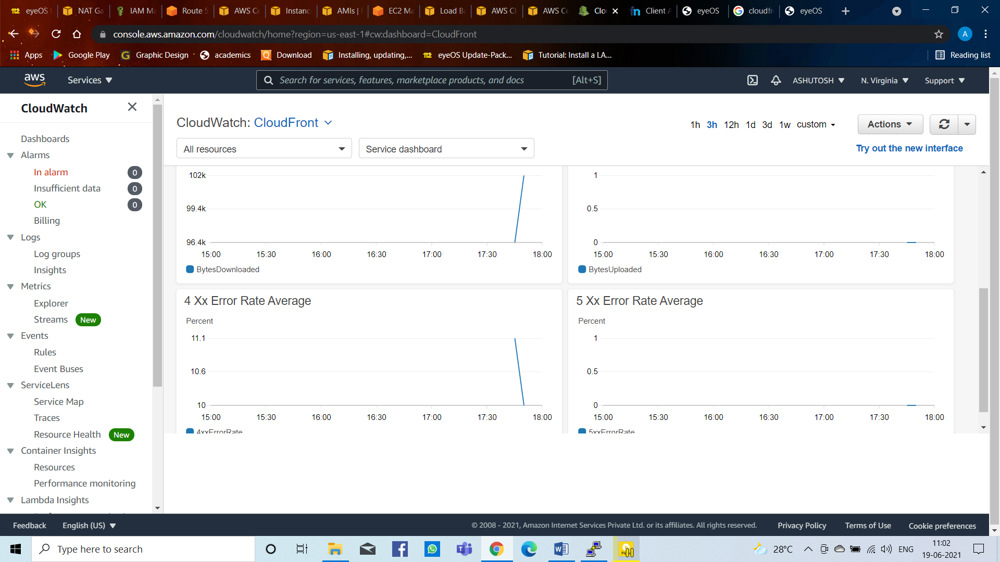 eyeOS NAT Ga IAM Ma Route 5 AWS Ce Instanc AMIs | EC2 Ma Load B AWS Cl AWS Ce Clo Client A eyeOS cloudfr eyeOS
console.aws.amazon.com/cloudwatch/home?region=us-east-1#cw:dashboard=CloudFront A
Apps Google Play Graphic Design academics Download Installing, updating,... eyeOS Update-Pack... Tutorial: Install a LA... Reading list
aws Services Search for services, features, marketplace products, and docs [Alt+S] ASHUTOSH N. Virginia Support
CloudWatch
Dashboards
Alarms
In alarm 0
Insufficient data 0
OK 0
Billing
Logs
Log groups
Insights
Metrics
Explorer
Streams New
Events
Rules
Event Buses
ServiceLens
Service Map
Traces
Resource Health New
Container Insights
Resources
Performance monitoring
Lambda Insights
CloudWatch: CloudFront
1h 3h 12h 1d 3d 1w custom Actions
All resources Service dashboard
Try out the new interface
102k
99.4k
96.4k
15:00 15:30 16:00 16:30 17:00 17:30 18:00
BytesDownloaded
1
0.5
0
15:00 15:30 16:00 16:30 17:00 17:30 18:00
BytesUploaded
4 Xx Error Rate Average
Percent
11.1
10.6
10
15:00 15:30 16:00 16:30 17:00 17:30 18:00
4xxErrorRate
5 Xx Error Rate Average
Percent
1
0.5
0
15:00 15:30 16:00 16:30 17:00 17:30 18:00
5xxErrorRate
Feedback English (US) © 2008 - 2021, Amazon Internet Services Private Ltd. or its affiliates. All rights reserved. Privacy Policy Terms of Use Cookie preferences
Type here to search 28°C ENG 11:02
19-06-2021